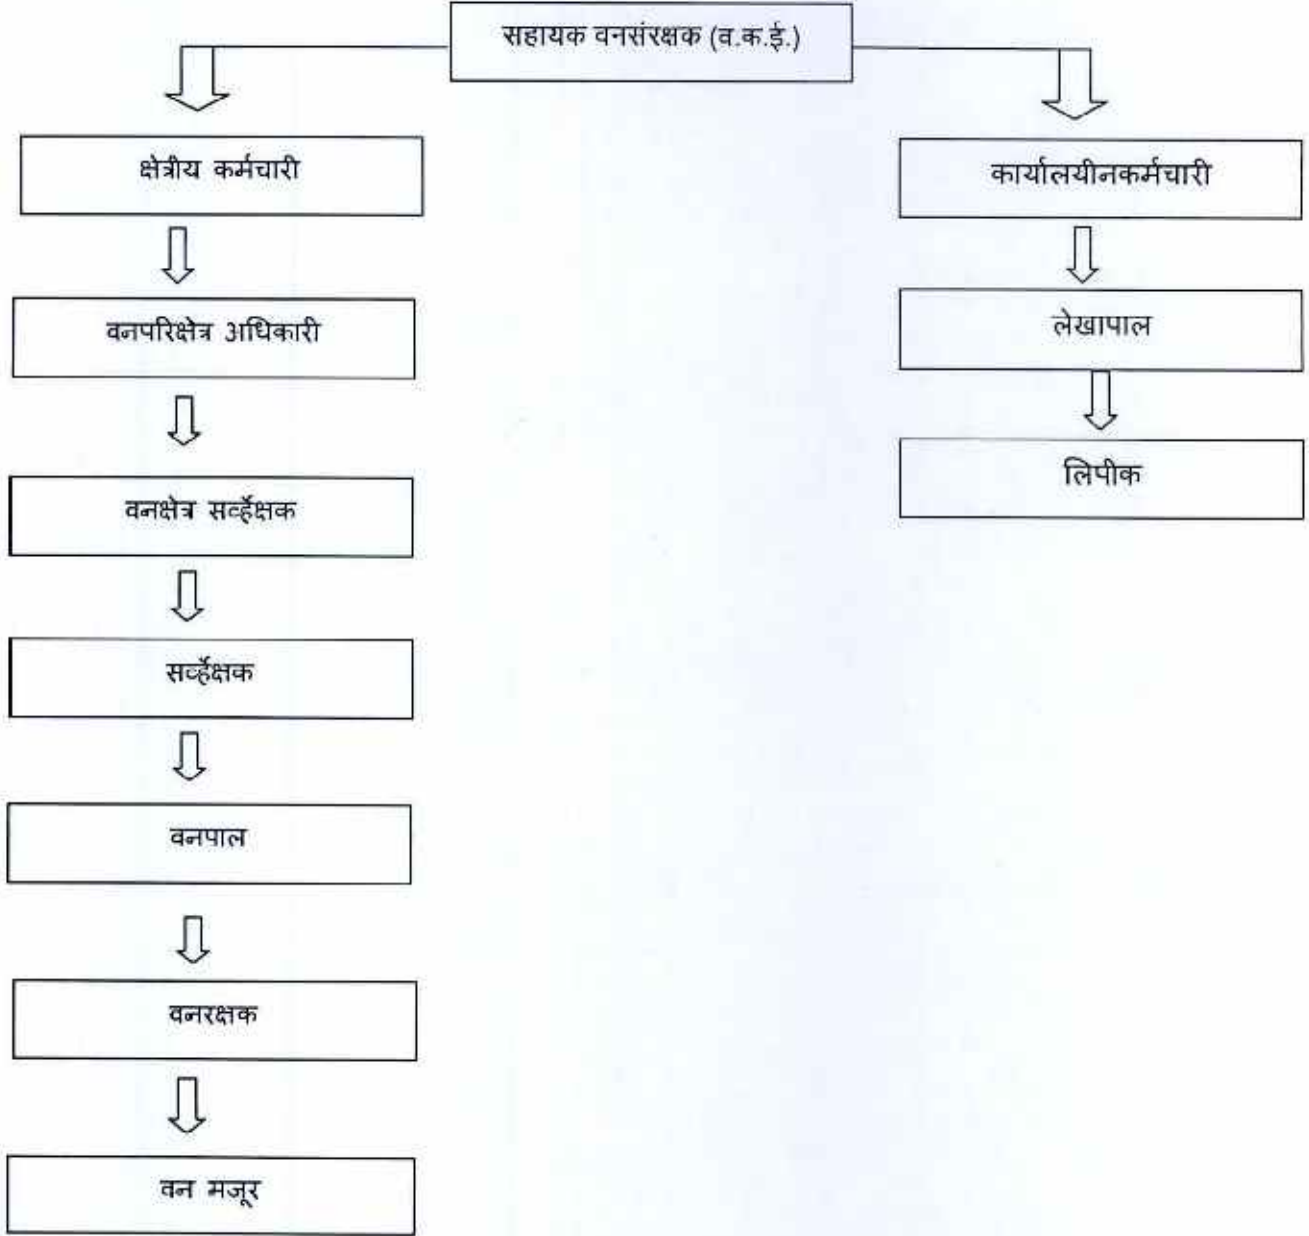 सहायक वनसंरक्षक (व.क.ई.)
क्षेत्रीय कर्मचारी
वनपरिक्षेत्र अधिकारी
वनक्षेत्र सर्व्हेक्षक
सर्व्हेक्षक
वनपाल
वनरक्षक
वन मजूर
कार्यालयीनकर्मचारी
लेखापाल
लिपीक